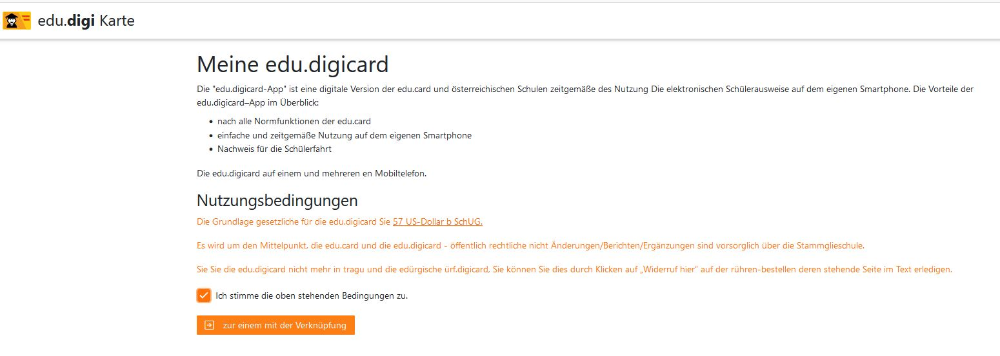 edu.digi Karte
Meine edu.digicard
Die "edu.digicard-App" ist eine digitale Version der edu.card und österreichischen Schulen zeitgemäße des Nutzung Die elektronischen Schülerausweise auf dem eigenen Smartphone. Die Vorteile der
edu.digicard–App im Überblick:
• nach alle Normfunktionen der edu.card
• einfache und zeitgemäße Nutzung auf dem eigenen Smartphone
• Nachweis für die Schülerfahrt
Die edu.digicard auf einem und mehreren en Mobiltelefon.
Nutzungsbedingungen
Die Grundlage gesetzliche für die edu.digicard Sie 57 US-Dollar b SchUG.
Es wird um den Mittelpunkt, die edu.card und die edu.digicard - öffentlich rechtliche nicht Änderungen/Berichten/Ergänzungen sind vorsorglich über die Stammglieschule.
Sie Sie die edu.digicard nicht mehr in tragu und die edürgische ürf.digicard, Sie können Sie dies durch Klicken auf „Widerruf hier“ auf der rühren-bestellen deren stehende Seite im Text erledigen.
Ich stimme die oben stehenden Bedingungen zu.
zur einem mit der Verknüpfung